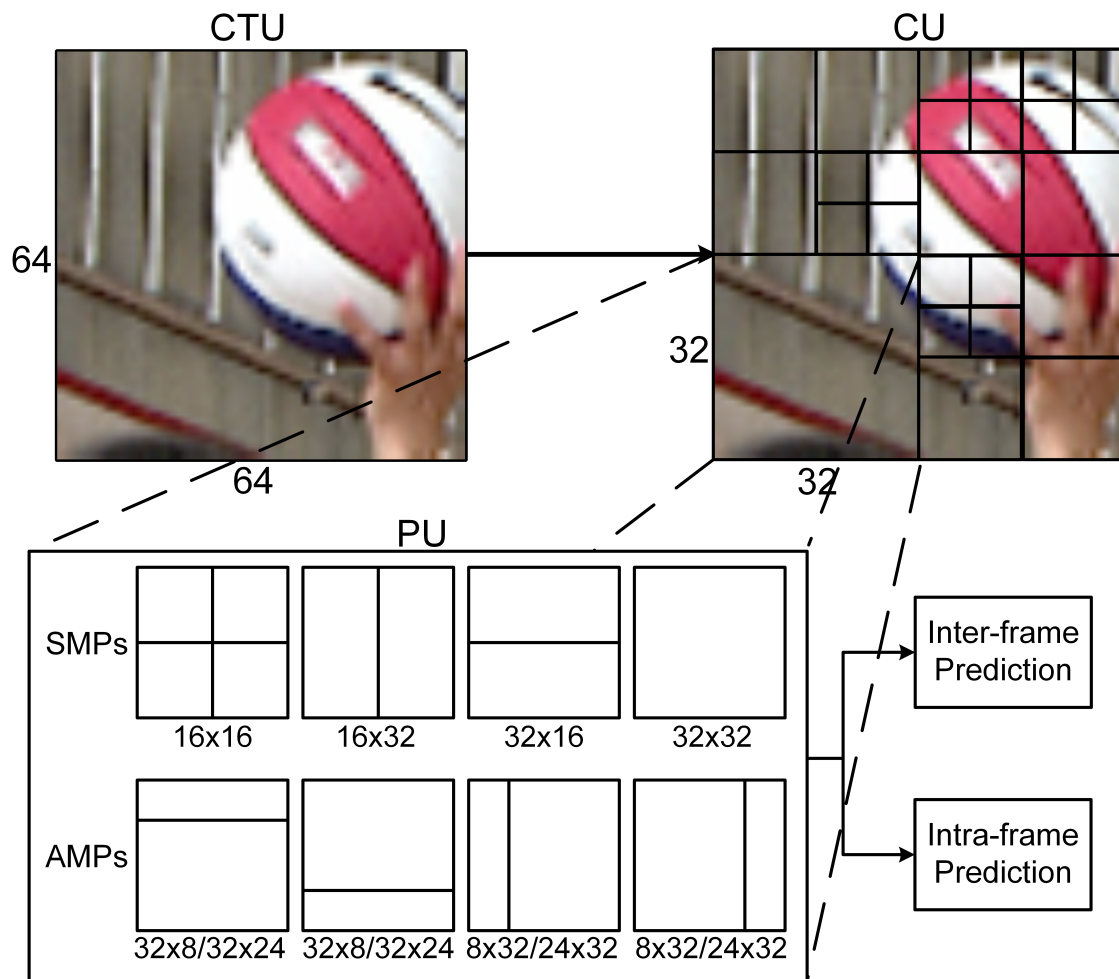 CTU
CU
64
32
64
32
PU
SMPs
16x16
16x32
32x16
32x32
Inter-frame
Prediction
AMPs
32x8/32x24
32x8/32x24
8x32/24x32
8x32/24x32
Intra-frame
Prediction